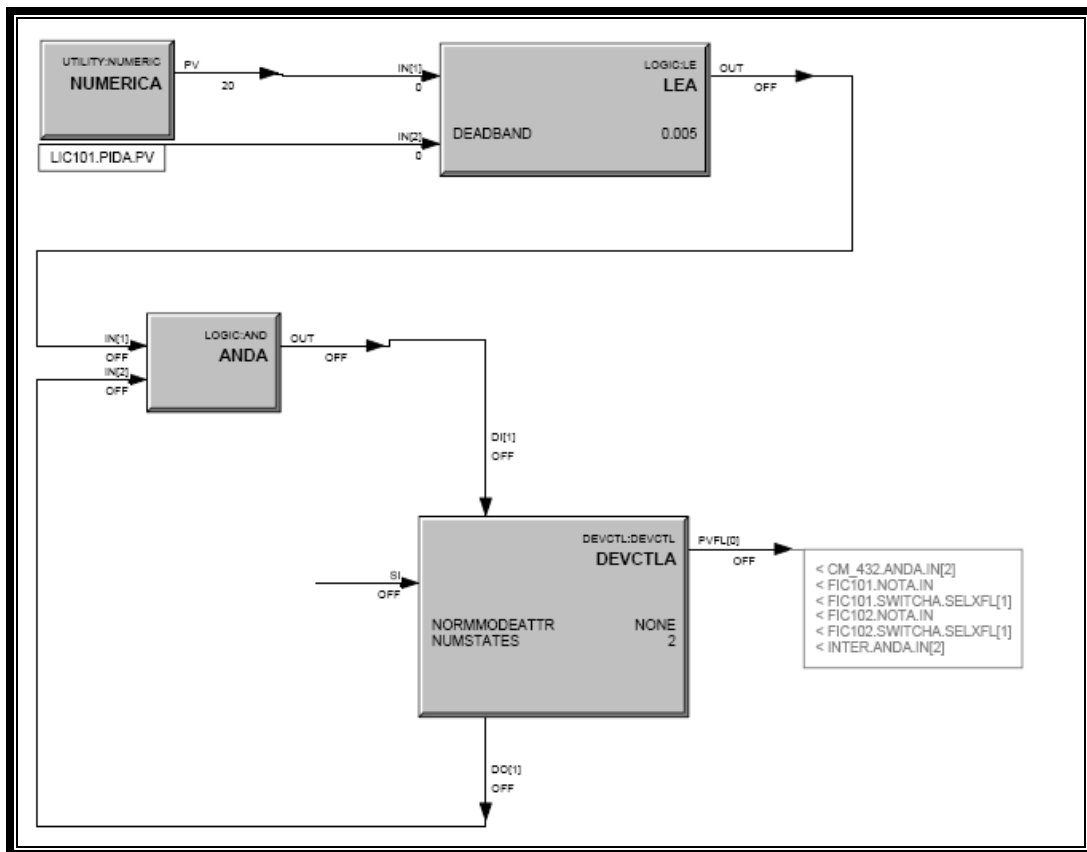 UTILITY:NUMERIC
NUMERICA
PV
20
LIC101.PIDA.PV
IN[1]
0
IN[2]
0
LOGIC:LE
LEA
DEADBAND 0.005
OUT
OFF
IN[1]
OFF
IN[2]
OFF
LOGIC:AND
ANDA
OUT
OFF
DI[1]
OFF
SI
OFF
DEVCTL:DEVCTL
DEVCTLA
NORMMODEATTR NONE
NUMSTATES 2
PVFL[0]
OFF
< CM_432.ANDA.IN[2]
< FIC101.NOTA.IN
< FIC101.SWITCHA.SELXFL[1]
< FIC102.NOTA.IN
< FIC102.SWITCHA.SELXFL[1]
< INTER.ANDA.IN[2]
DO[1]
OFF